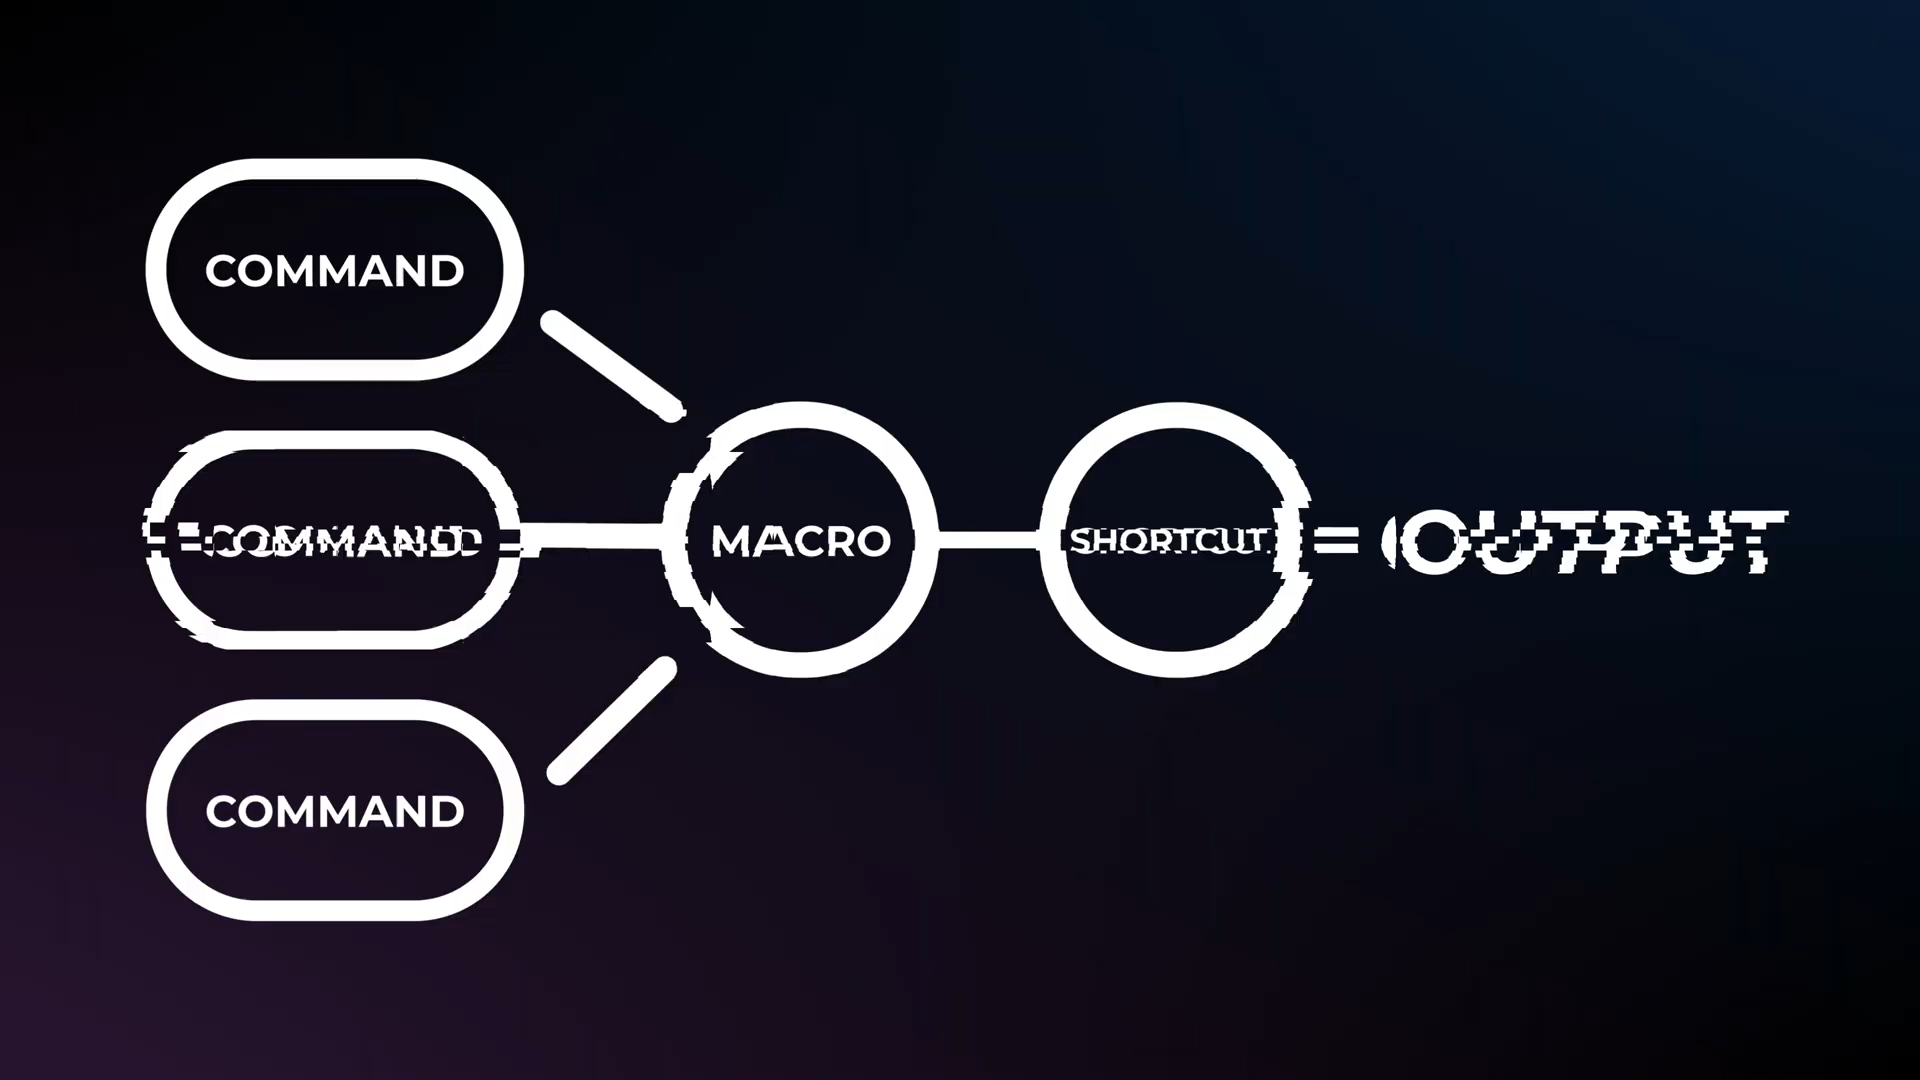 COMMAND
COMMAND
MACRO
SHORTCUT
= OUTPUT
COMMAND